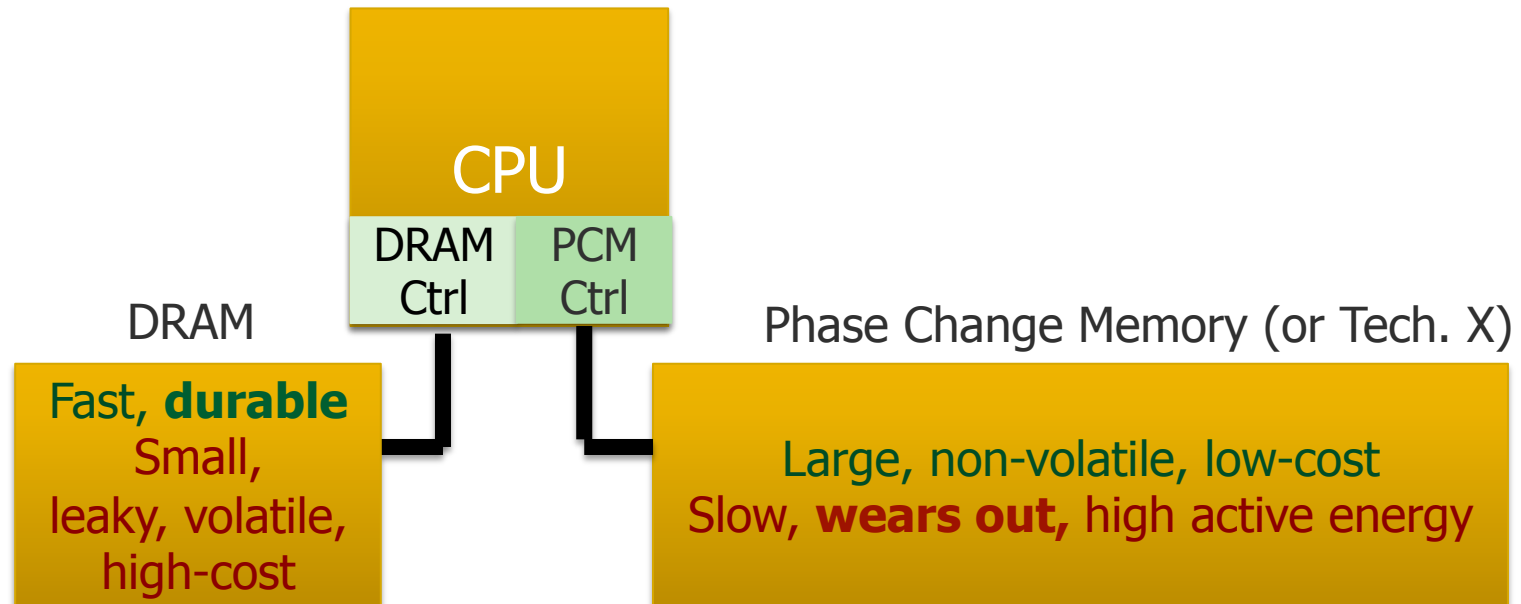 CPU
DRAM
Ctrl
PCM
Ctrl
DRAM
Fast, durable
Small,
leaky, volatile,
high-cost
Phase Change Memory (or Tech. X)
Large, non-volatile, low-cost
Slow, wears out, high active energy